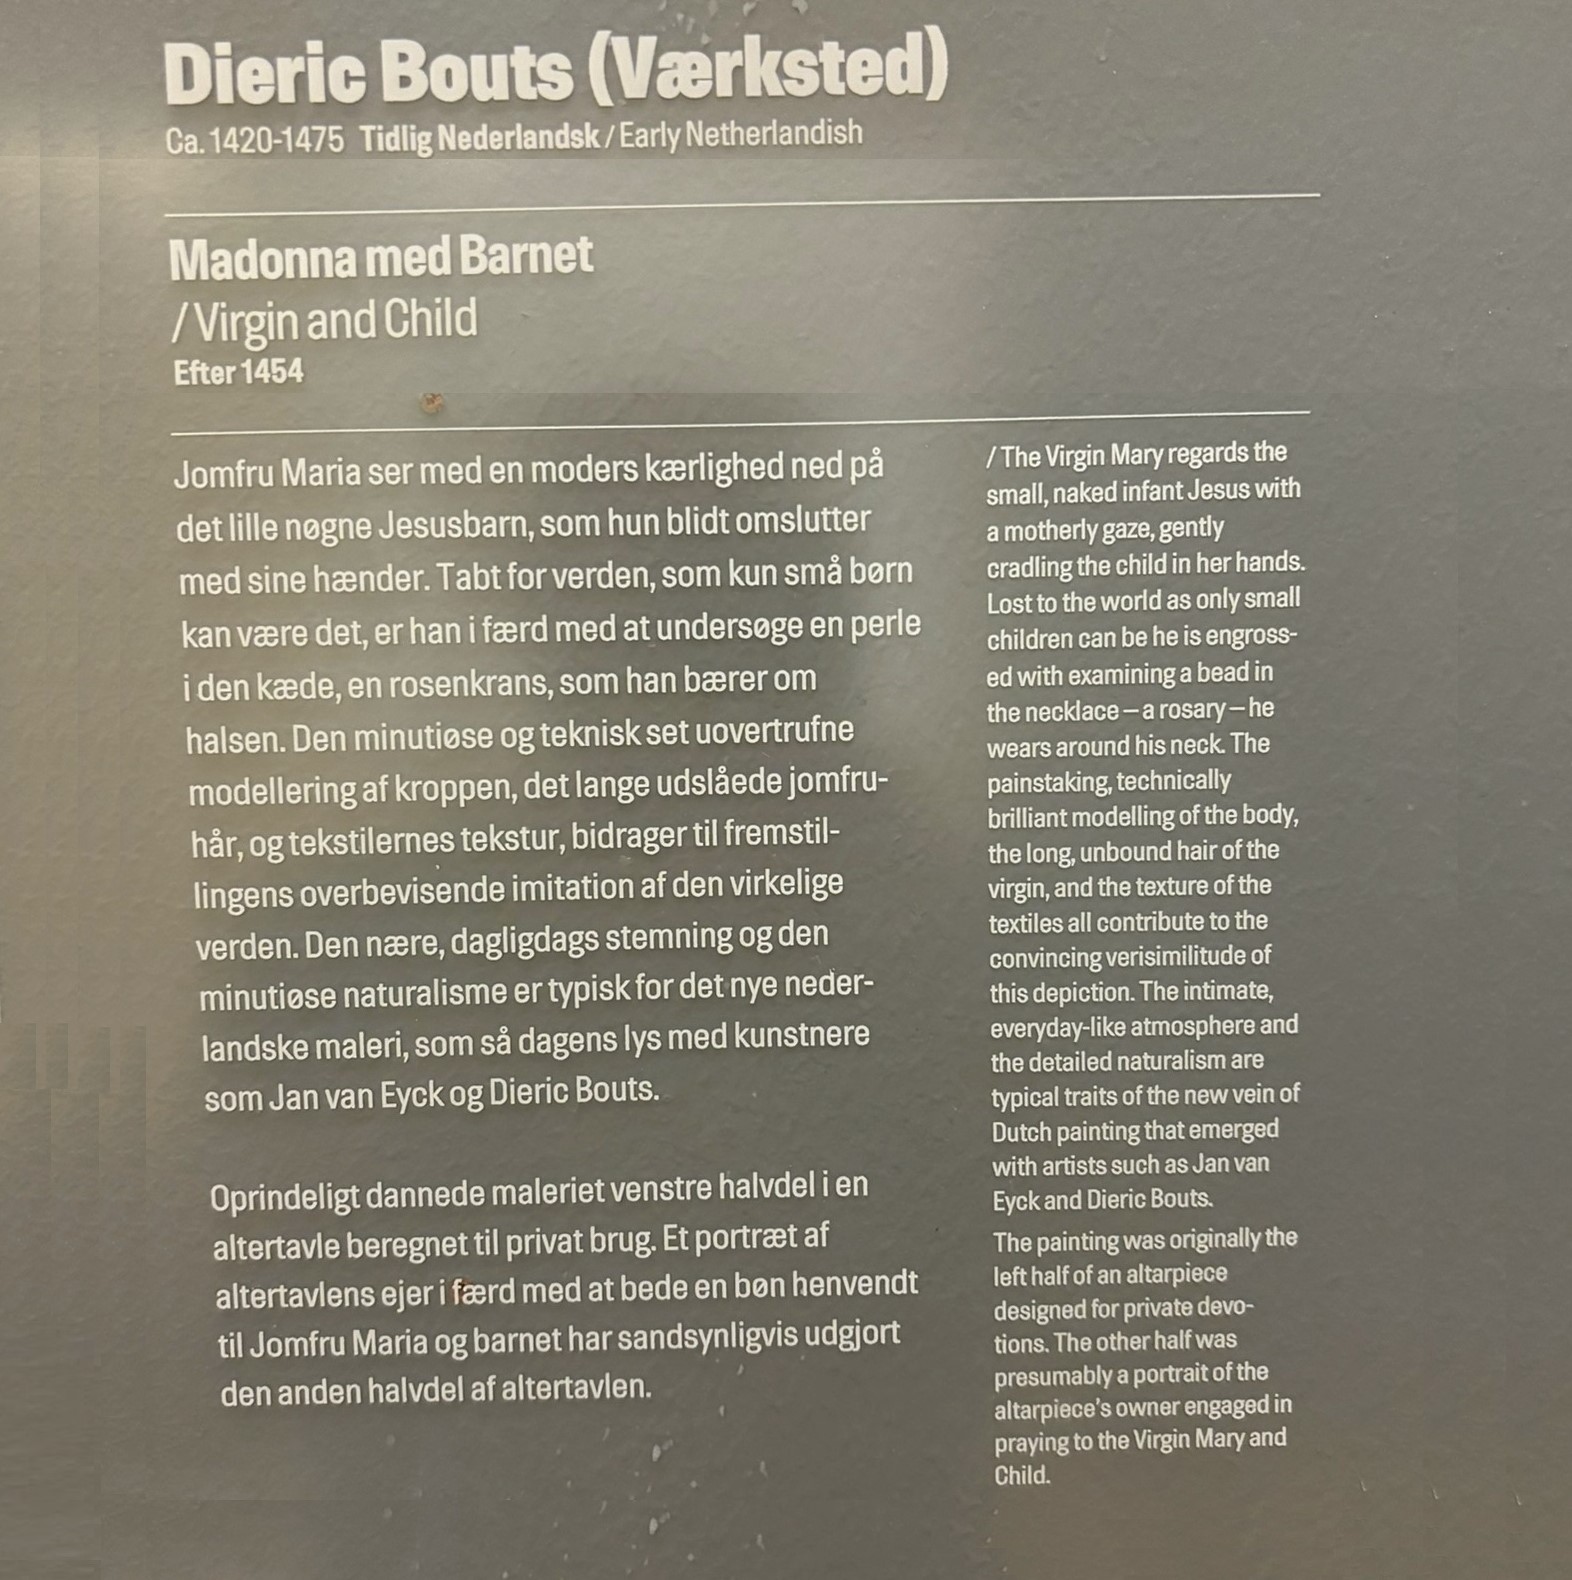 Dieric Bouts (Værksted)
Ca. 1420-1475 Tidlig Nederlandsk / Early Netherlandish
Madonna med Barnet
/ Virgin and Child
Efter 1454
Jomfru Maria ser med en moders kærlighed ned på
det lille nøgne Jesusbarn, som hun blidt omslutter
med sine hænder. Tabt for verden, som kun små børn
kan være det, er han i færd med at undersøge en perle
i den kæde, en rosenkrans, som han bærer om
halsen. Den minutiøse og teknisk set uovertrufne
modellering af kroppen, det lange udslåede jomfru-
hår, og tekstilernes tekstur, bidrager til fremstil-
lingens overbevisende imitation af den virkelige
verden. Den nære, dagligdags stemning og den
minutiøse naturalisme er typisk for det nye neder-
landske maleri, som så dagens lys med kunstnere
som Jan van Eyck og Dieric Bouts.
Oprindeligt dannede maleriet venstre halvdel i en
altertavle beregnet til privat brug. Et portræt af
altertavlens ejer i færd med at bede en bøn henvendt
til Jomfru Maria og barnet har sandsynligvis udgjort
den anden halvdel af altertavlen.
/ The Virgin Mary regards the
small, naked infant Jesus with
a motherly gaze, gently
cradling the child in her hands.
Lost to the world as only small
children can be he is engross-
ed with examining a bead in
the necklace – a rosary – he
wears around his neck. The
painstaking, technically
brilliant modelling of the body,
the long, unbound hair of the
virgin, and the texture of the
textiles all contribute to the
convincing verisimilitude of
this depiction. The intimate,
everyday-like atmosphere and
the detailed naturalism are
typical traits of the new vein of
Dutch painting that emerged
with artists such as Jan van
Eyck and Dieric Bouts.
The painting was originally the
left half of an altarpiece
designed for private devo-
tions. The other half was
presumably a portrait of the
altarpiece's owner engaged in
praying to the Virgin Mary and
Child.